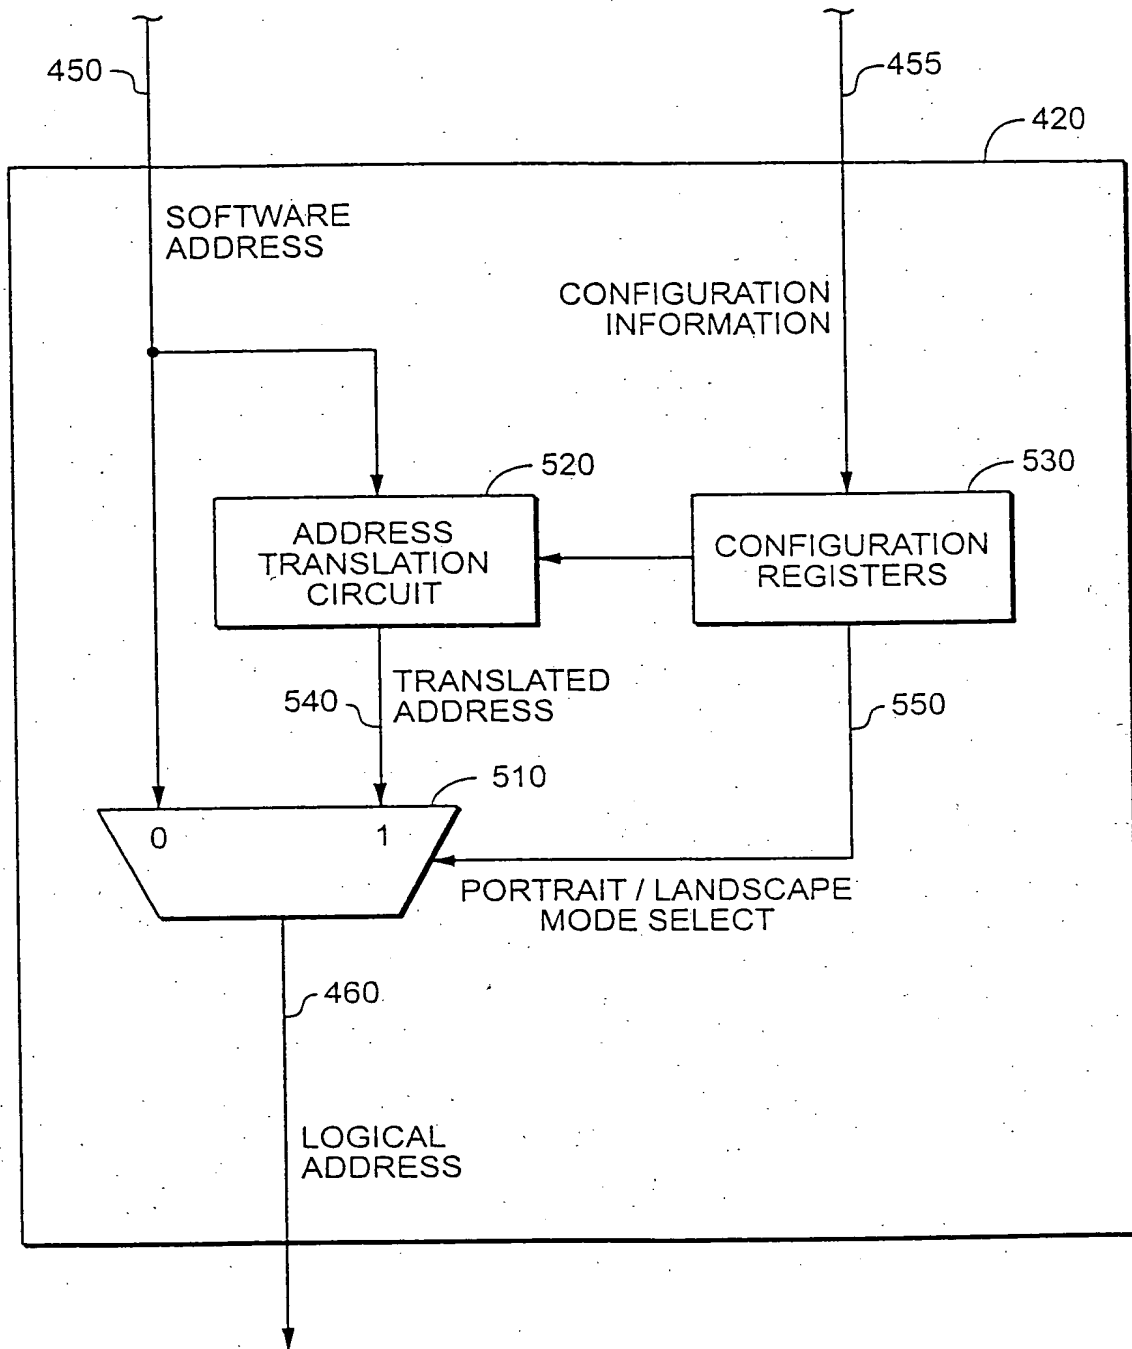 450
455
420
SOFTWARE
ADDRESS
CONFIGURATION
INFORMATION
520
530
ADDRESS
TRANSLATION
CIRCUIT
CONFIGURATION
REGISTERS
TRANSLATED
ADDRESS
540
550
510
0
1
PORTRAIT / LANDSCAPE
MODE SELECT
460
LOGICAL
ADDRESS